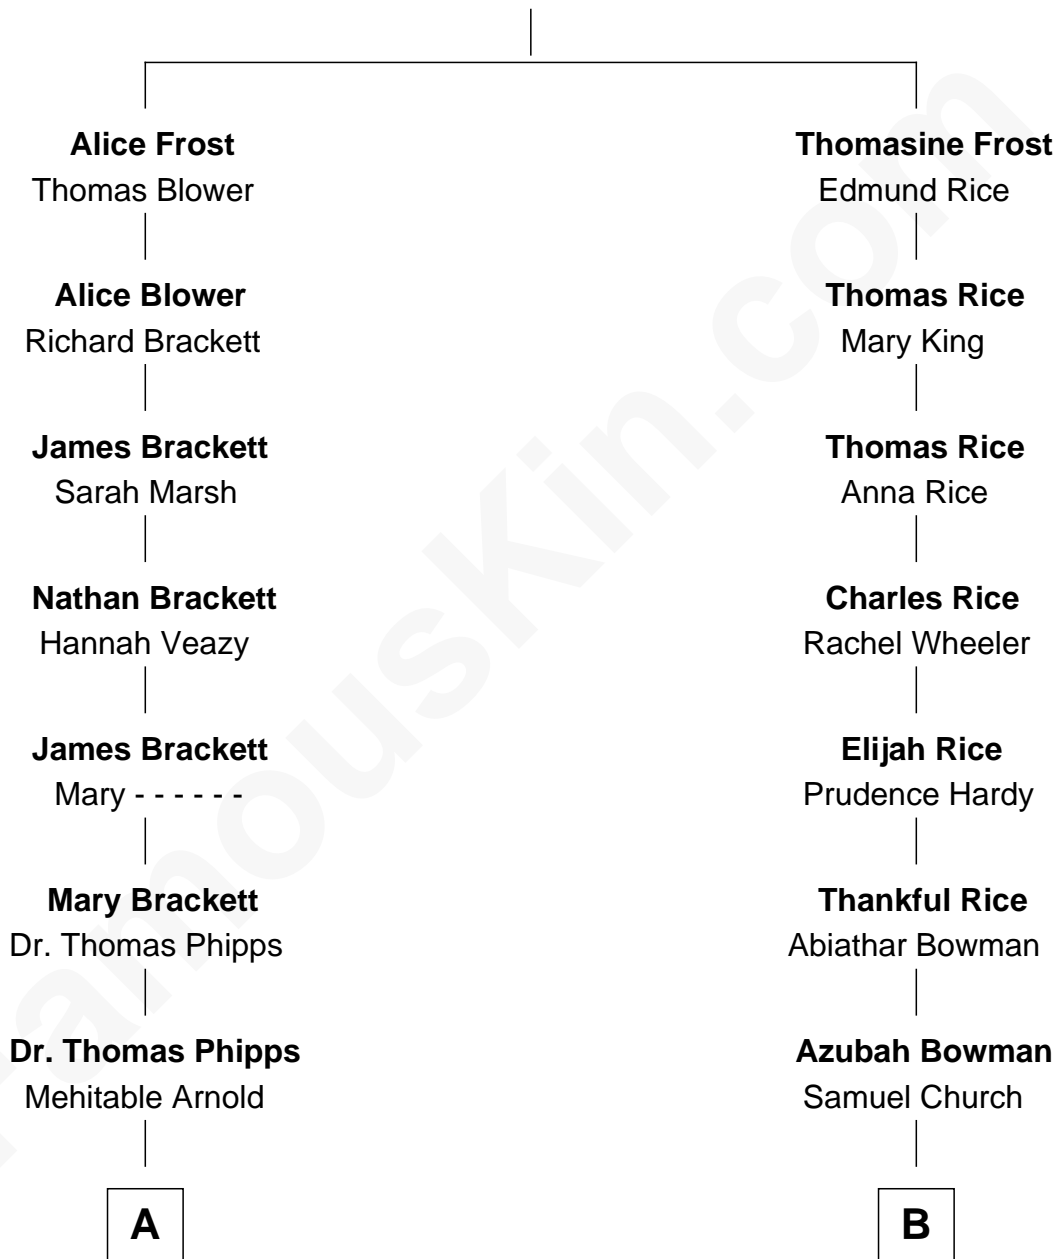 Alice Frost
Thomas Blower
Alice Blower
Richard Brackett
James Brackett
Sarah Marsh
Nathan Brackett
Hannah Veazy
James Brackett
Mary - - - - - -
Mary Brackett
Dr. Thomas Phipps
Dr. Thomas Phipps
Mehitable Arnold
A
Thomasine Frost
Edmund Rice
Thomas Rice
Mary King
Thomas Rice
Anna Rice
Charles Rice
Rachel Wheeler
Elijah Rice
Prudence Hardy
Thankful Rice
Abiathar Bowman
Azubah Bowman
Samuel Church
B
FamousKin.com